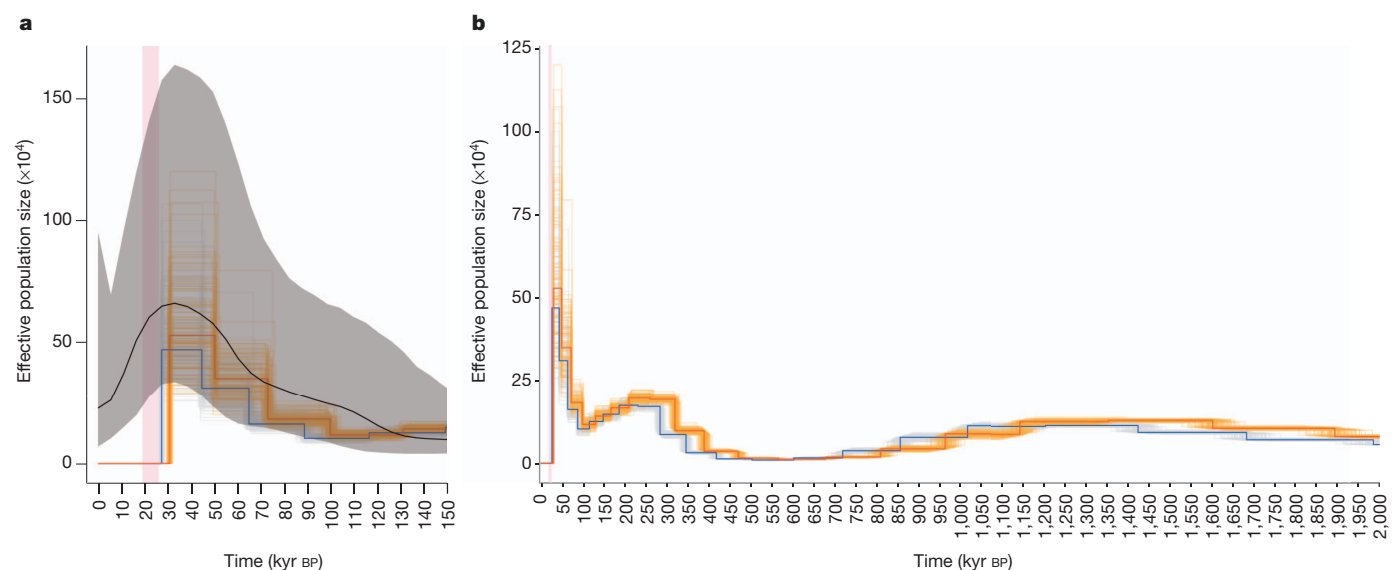 a
Effective population size (×10⁴)
150
100
50
0
0 10 20 30 40 50 60 70 80 90 100 110 120 130 140 150
Time (kyr BP)
b
Effective population size (×10⁴)
125
100
75
50
25
0
0 50 100 150 200 250 300 350 400 450 500 550 600 650 700 750 800 850 900 950 1,000 1,050 1,100 1,150 1,200 1,250 1,300 1,350 1,400 1,450 1,500 1,550 1,600 1,650 1,700 1,750 1,800 1,850 1,900 1,950 2,000
Time (kyr BP)